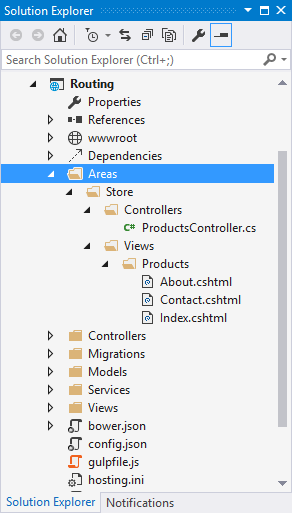 Solution Explorer
Search Solution Explorer (Ctrl+;)
Routing
Properties
References
wwwroot
Dependencies
Areas
Store
Controllers
C# ProductsController.cs
Views
Products
About.cshtml
Contact.cshtml
Index.cshtml
Controllers
Migrations
Models
Services
Views
bower.json
config.json
gulpfile.js
hosting.ini
Solution Explorer Notifications